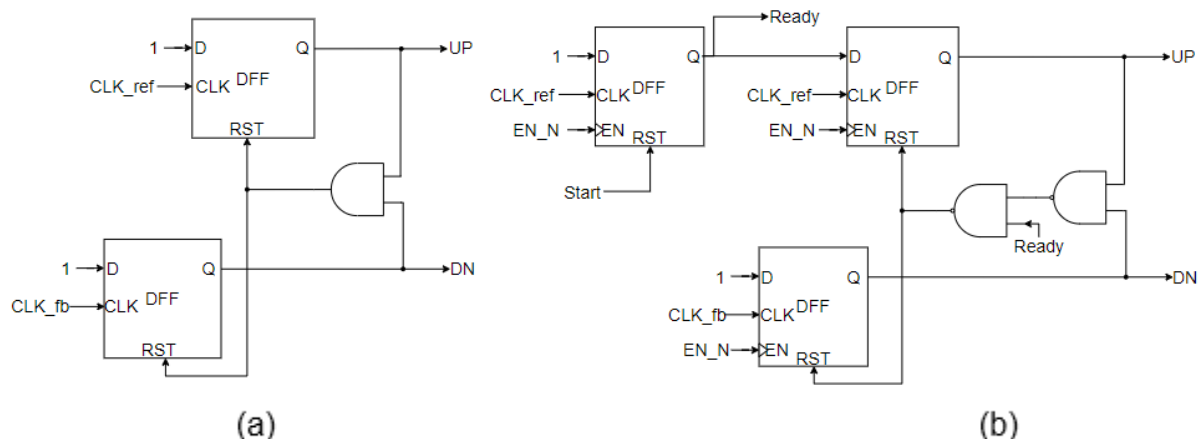 1
D
Q
UP
CLK_ref
CLK
DFF
RST
1
D
Q
DN
CLK_fb
CLK
DFF
RST
(a)
Ready
1
D
Q
CLK_ref
CLK
DFF
EN_N
EN
RST
Start
D
Q
UP
CLK_ref
CLK
DFF
EN_N
EN
RST
Ready
1
D
Q
DN
CLK_fb
CLK
DFF
EN_N
EN
RST
(b)